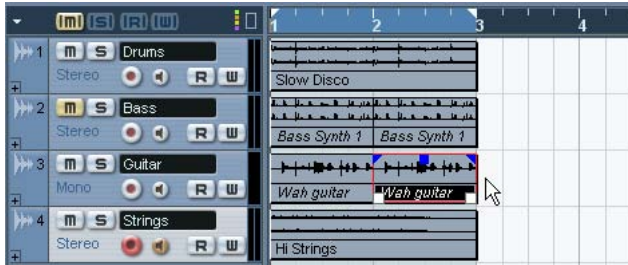 m S R W 1 2 3 4
1 m S Drums
Stereo R W Slow Disco
2 m S Bass
Stereo R W Bass Synth 1 Bass Synth 1
3 m S Guitar
Mono R W Wah guitar Wah guitar
4 m S Strings
Stereo R W Hi Strings